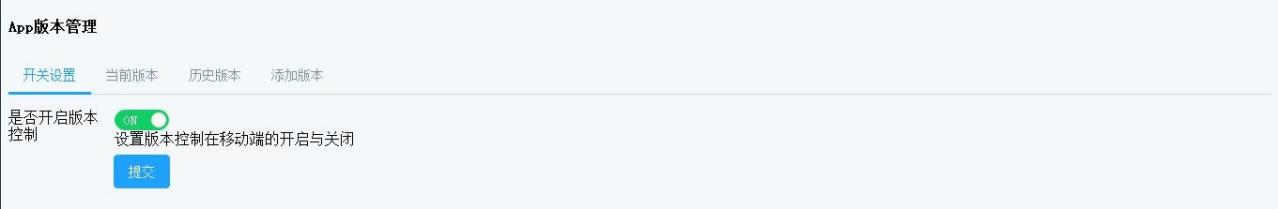 App版本管理
开关设置 当前版本 历史版本 添加版本
是否开启版本
控制
ON
设置版本控制在移动端的开启与关闭
提交